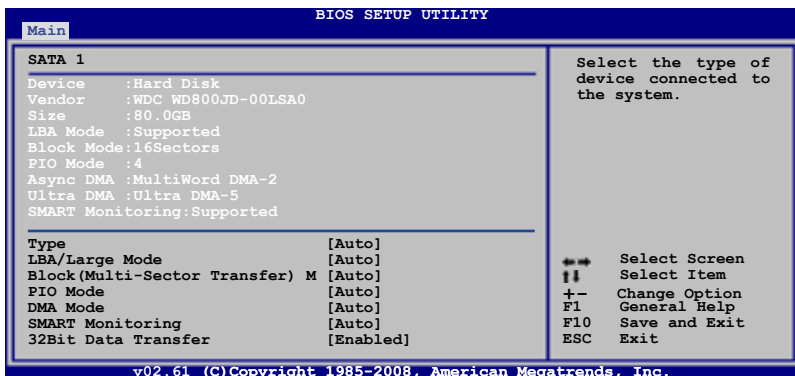 BIOS SETUP UTILITY
Main
SATA 1
Device :Hard Disk
Vendor :WDC WD800JD-00LSA0
Size :80.0GB
LBA Mode :Supported
Block Mode:16Sectors
PIO Mode :4
Async DMA :MultiWord DMA-2
Ultra DMA :Ultra DMA-5
SMART Monitoring:Supported
Type [Auto]
LBA/Large Mode [Auto]
Block(Multi-Sector Transfer) M [Auto]
PIO Mode [Auto]
DMA Mode [Auto]
SMART Monitoring [Auto]
32Bit Data Transfer [Enabled]
Select the type of
device connected to
the system.
←→ Select Screen
↑↓ Select Item
+- Change Option
F1 General Help
F10 Save and Exit
ESC Exit
v02.61 (C)Copyright 1985-2008, American Megatrends, Inc.